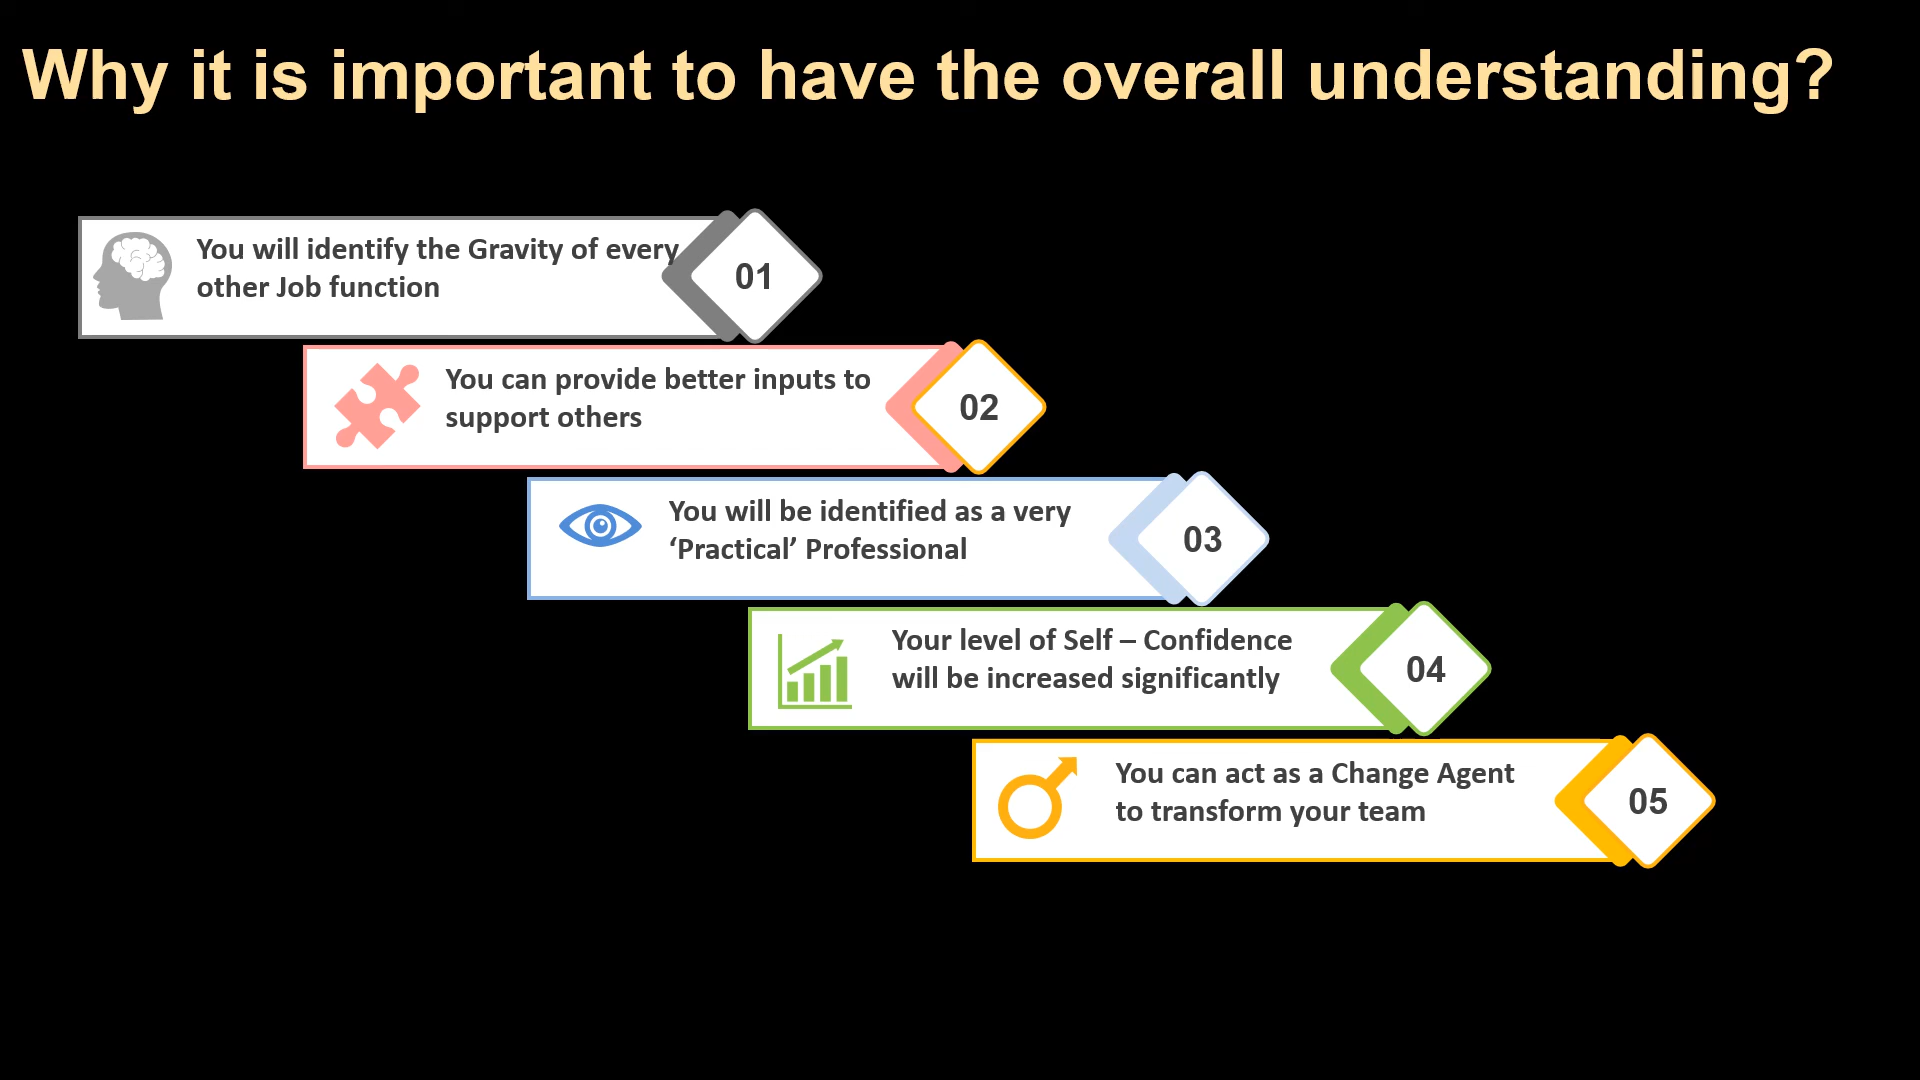 Why it is important to have the overall understanding?
You will identify the Gravity of every
other Job function
01
You can provide better inputs to
support others
02
You will be identified as a very
‘Practical’ Professional
03
Your level of Self – Confidence
will be increased significantly
04
You can act as a Change Agent
to transform your team
05